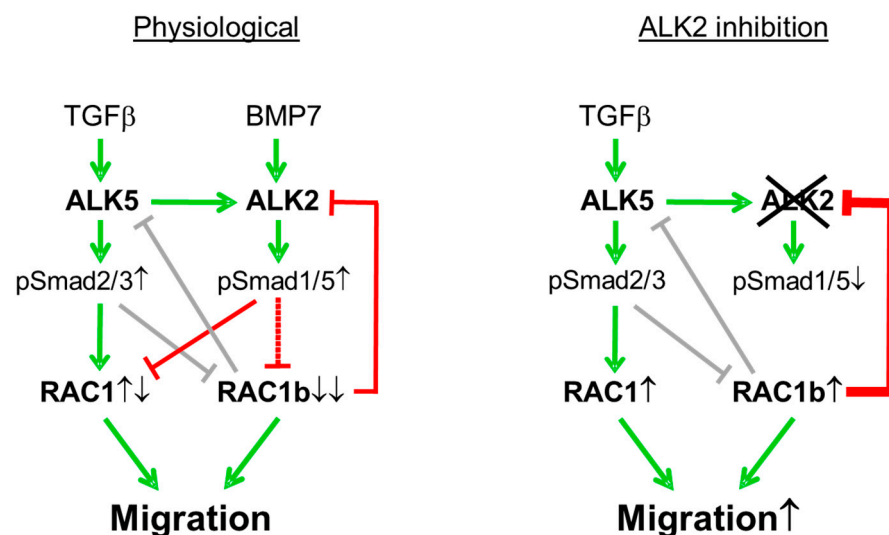 Physiological
ALK2 inhibition
TGFβ BMP7
TGFβ
ALK5 ALK2
ALK5 ALK2
pSmad2/3↑ pSmad1/5↑
pSmad2/3 pSmad1/5↓
RAC1↑↓ RAC1b↓↓
RAC1↑ RAC1b↑
Migration
Migration↑